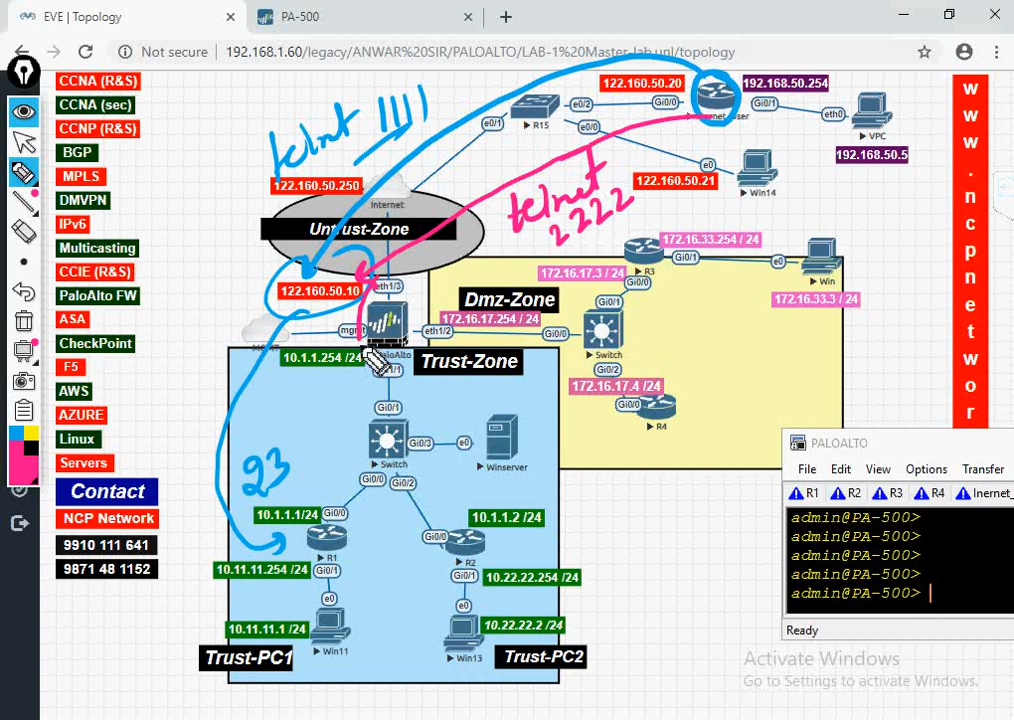 EVE | Topology
PA-500
Not secure
192.168.1.60/legacy/ANWAR%20SIR/PALOALTO/LAB-1%20Master-lab.unl/topology
CCNA (R&S)
CCNA (sec)
CCNP (R&S)
BGP
MPLS
DMVPN
IPv6
Multicasting
CCIE (R&S)
PaloAlto FW
ASA
CheckPoint
F5
AWS
AZURE
Linux
Servers
Contact
NCP Network
9910 111 641
9871 48 1152
telnet 1111
122.160.50.20
192.168.50.254
e0/2
Gi0/0
Gi0/1
eth0
e0/1
R15
e0/0
VPC
192.168.50.5
e0
122.160.50.21
Win14
122.160.50.250
Internet
Untrust-Zone
telnet
2222
122.160.50.10
eth1/3
mgmt
eth1/2
PaloAlto
10.1.1.254 /24
Trust-Zone
Dmz-Zone
172.16.17.254 / 24
Gi0/0
Switch
Gi0/1
172.16.17.3 / 24
Gi0/0
R3
172.16.33.254 / 24
Gi0/1
e0
Win
172.16.33.3 / 24
Gi0/2
172.16.17.4 / 24
Gi0/0
R4
Gi0/1
Switch
Gi0/3
e0
Winserver
Gi0/0
Gi0/2
23
10.1.1.1/ 24
Gi0/0
R1
10.11.11.254 /24
Gi0/1
e0
10.11.11.1 /24
Win11
Trust-PC1
10.1.1.2 / 24
Gi0/0
R2
Gi0/1
10.22.22.254 /24
e0
10.22.22.2 / 24
Win13
Trust-PC2
PALOALTO
File Edit View Options Transfer
R1 R2 R3 R4 Inernet_
admin@PA-500>
admin@PA-500>
admin@PA-500>
admin@PA-500>
admin@PA-500>
Ready
Activate Windows
Go to Settings to activate Windows.
w
w
w
.
n
c
p
n
e
t
w
o
r